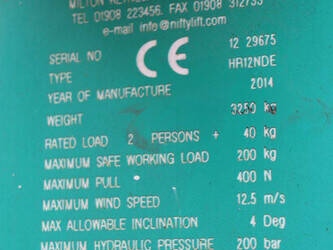 MILTON KEYNES
TEL 01908 223456. FAX 01908 312733
e-mail info@niftylift.com
SERIAL NO 12 29675
CE
TYPE HR12NDE
YEAR OF MANUFACTURE 2014
WEIGHT 3250 kg
RATED LOAD 2 PERSONS + 40 kg
MAXIMUM SAFE WORKING LOAD 200 kg
MAXIMUM PULL 400 N
MAXIMUM WIND SPEED 12.5 m/s
MAX ALLOWABLE INCLINATION 4 Deg
MAXIMUM HYDRAULIC PRESSURE 200 bar